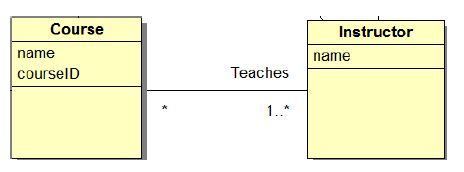 Course
name
courseID
Teaches
*
1..*
Instructor
name